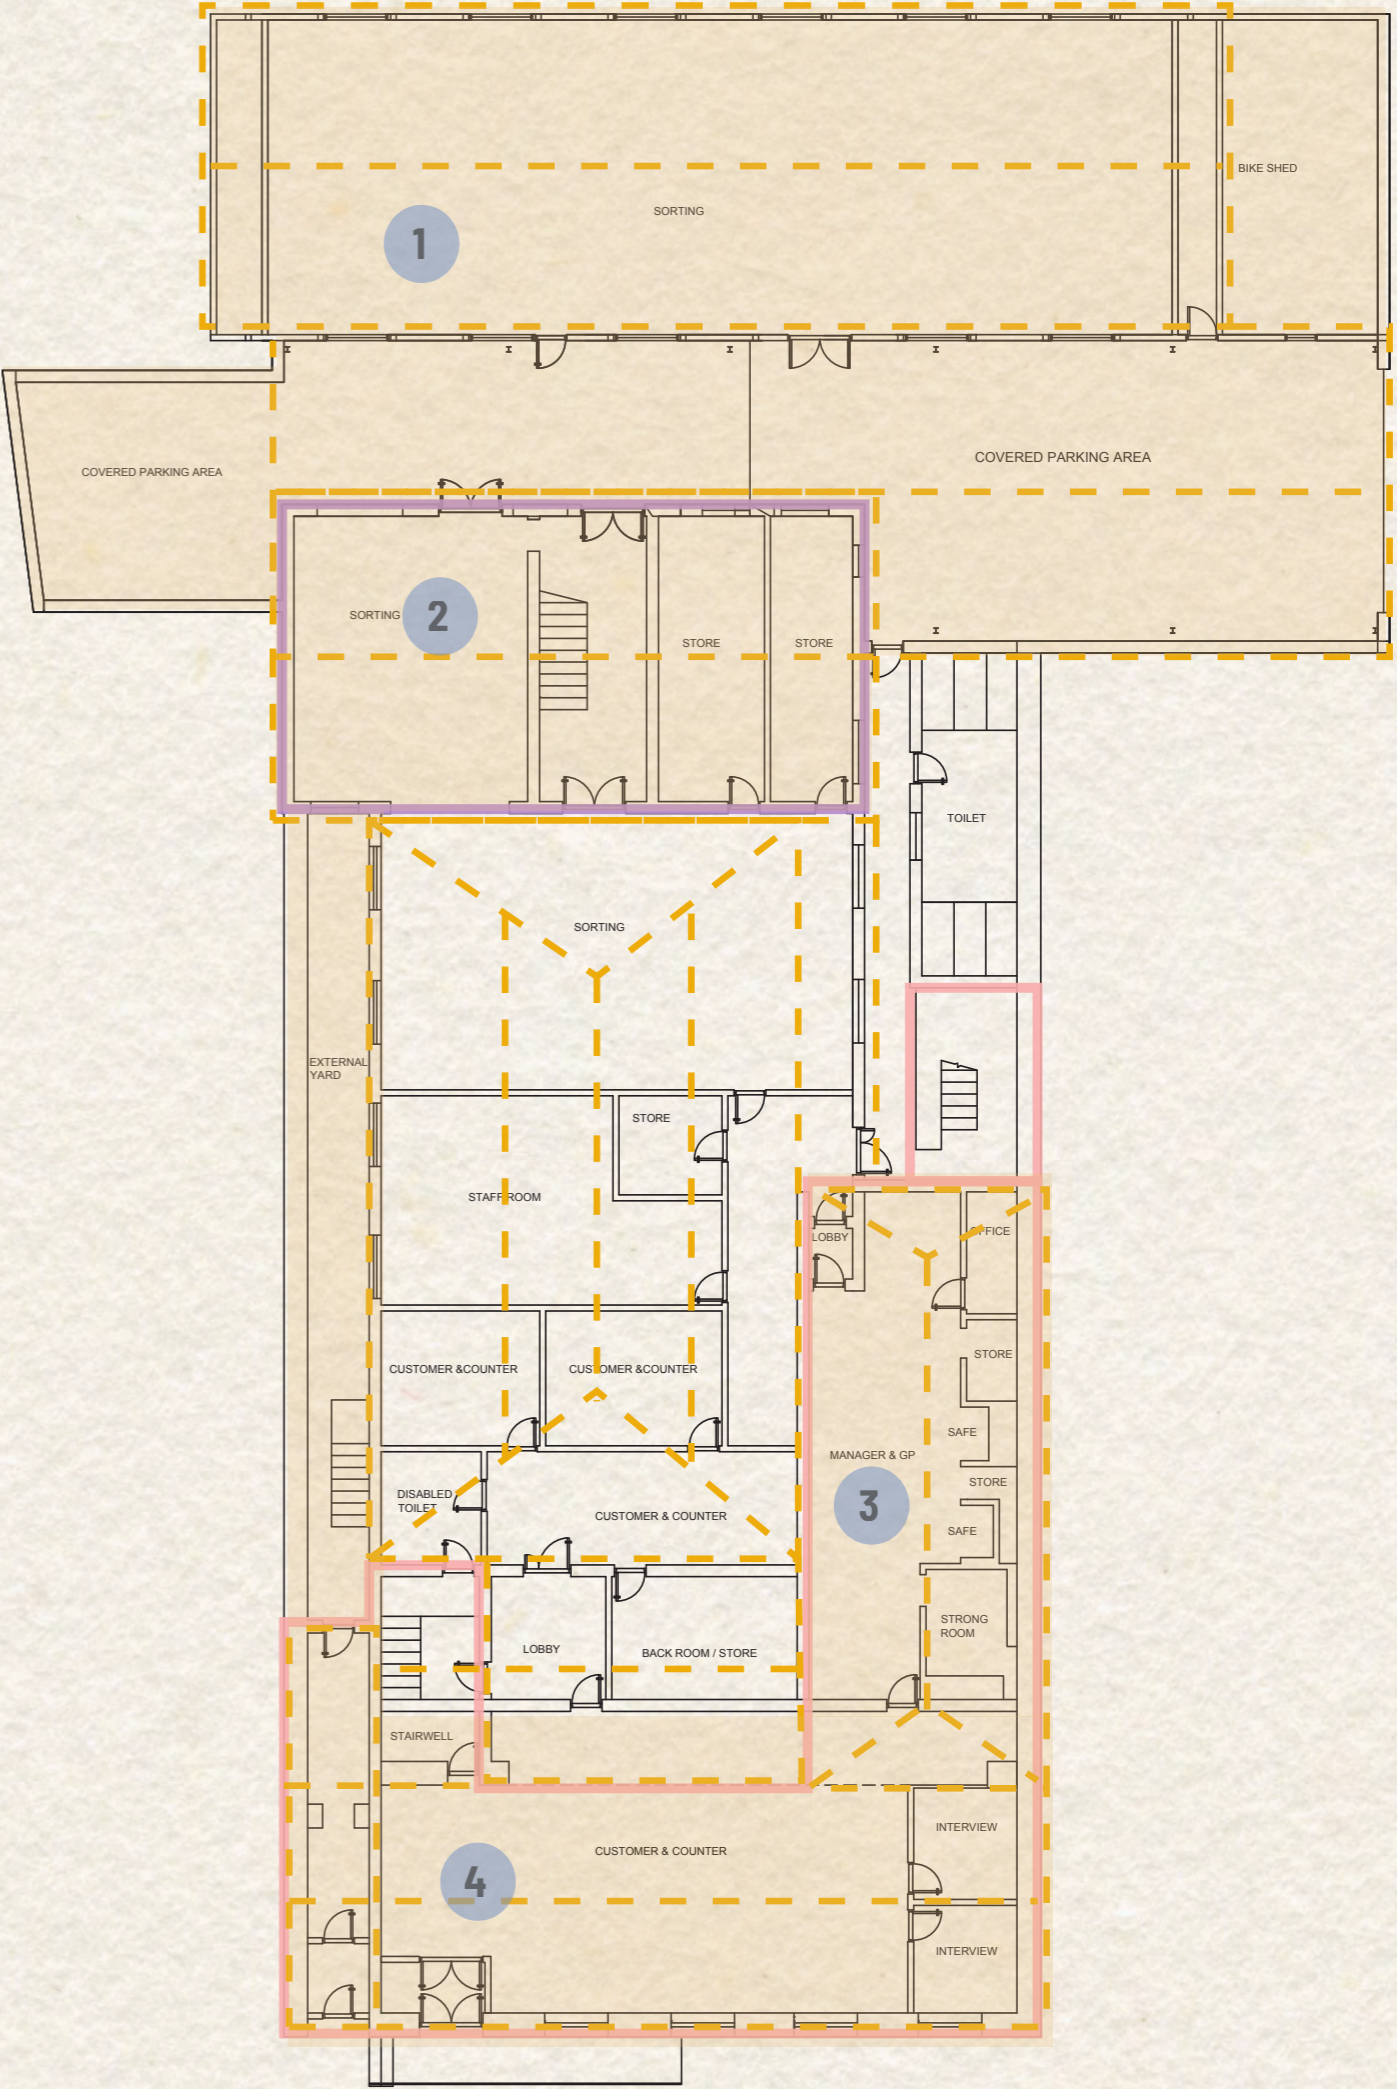 BIKE SHED
SORTING
1
COVERED PARKING AREA
COVERED PARKING AREA
SORTING
2
STORE
STORE
TOILET
SORTING
EXTERNAL
YARD
STORE
STAFF ROOM
LOBBY
OFFICE
STORE
CUSTOMER &COUNTER
CUSTOMER &COUNTER
SAFE
MANAGER & GP
STORE
DISABLED
TOILET
3
CUSTOMER & COUNTER
SAFE
STRONG
ROOM
LOBBY
BACK ROOM / STORE
STAIRWELL
INTERVIEW
CUSTOMER & COUNTER
4
INTERVIEW